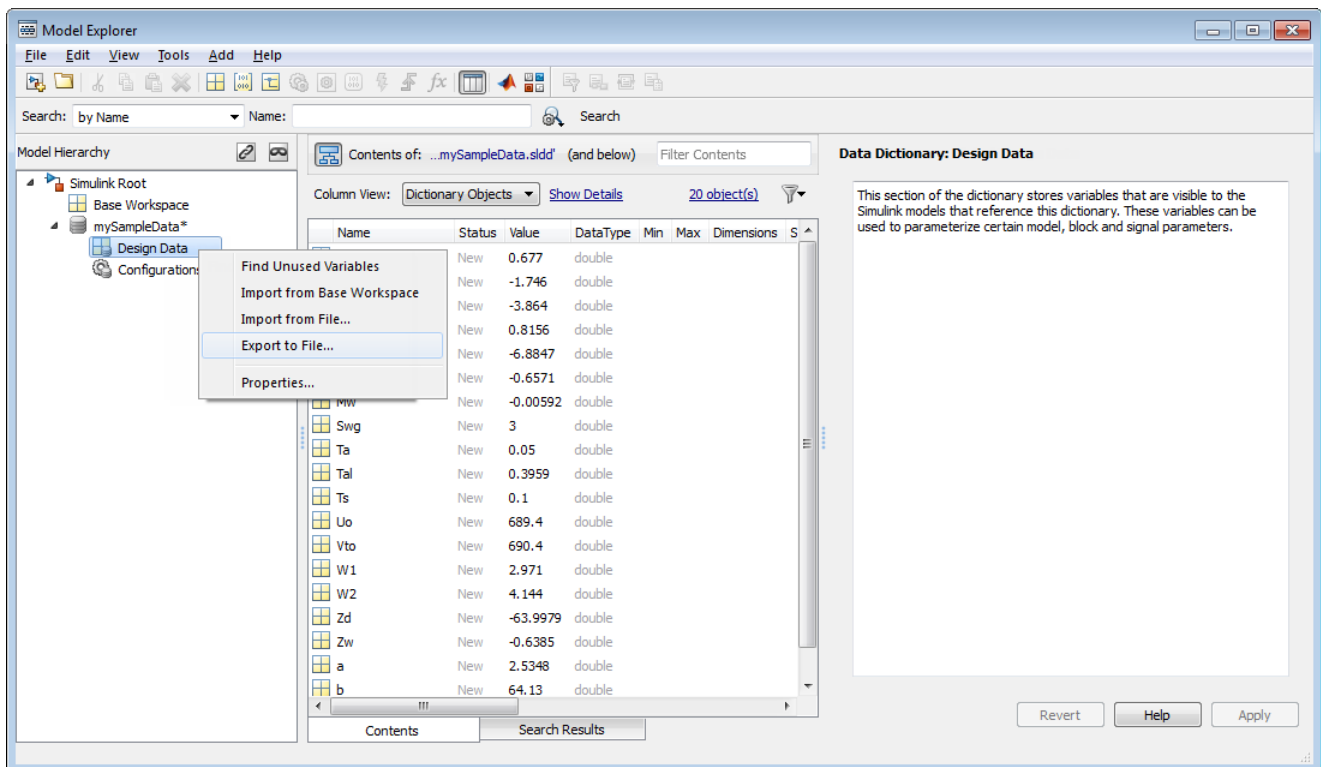 Model Explorer
File Edit View Tools Add Help
fx
Search: by Name Name: Search
Model Hierarchy
Simulink Root
Base Workspace
mySampleData*
Design Data
Configurations
Find Unused Variables
Import from Base Workspace
Import from File...
Export to File...
Properties...
Contents of: ...mySampleData.sldd' (and below) Filter Contents
Column View: Dictionary Objects Show Details 20 object(s)
Name Status Value DataType Min Max Dimensions S
New 0.677 double
New -1.746 double
New -3.864 double
New 0.8156 double
New -6.8847 double
New -0.6571 double
Mw New -0.00592 double
Swg New 3 double
Ta New 0.05 double
Tal New 0.3959 double
Ts New 0.1 double
Uo New 689.4 double
Vto New 690.4 double
W1 New 2.971 double
W2 New 4.144 double
Zd New -63.9979 double
Zw New -0.6385 double
a New 2.5348 double
b New 64.13 double
Contents Search Results
Data Dictionary: Design Data
This section of the dictionary stores variables that are visible to the
Simulink models that reference this dictionary. These variables can be
used to parameterize certain model, block and signal parameters.
Revert Help Apply